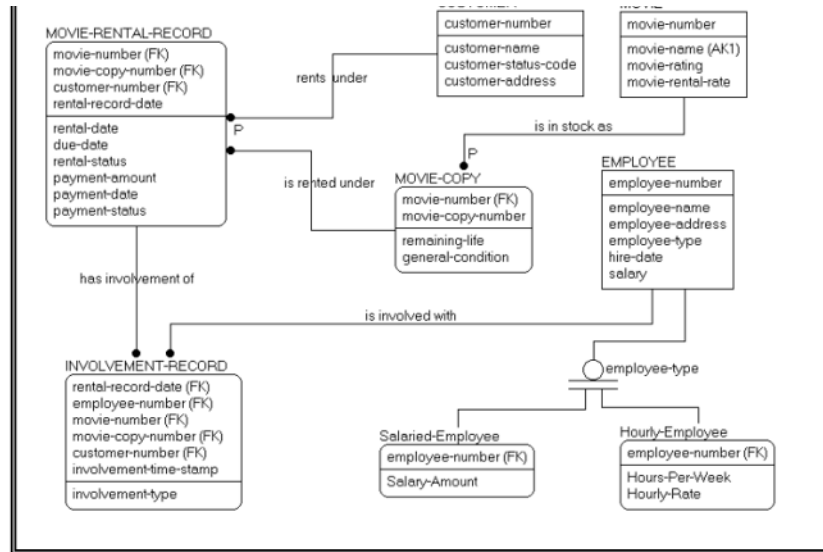 CUSTOMER
MOVIE
MOVIE-RENTAL-RECORD
movie-number (FK)
movie-copy-number (FK)
customer-number (FK)
rental-record-date
rental-date
due-date
rental-status
payment-amount
payment-date
payment-status
customer-number
customer-name
customer-status-code
customer-address
movie-number
movie-name (AK1)
movie-rating
movie-rental-rate
rents under
P
is in stock as
P
is rented under
MOVIE-COPY
movie-number (FK)
movie-copy-number
remaining-life
general-condition
EMPLOYEE
employee-number
employee-name
employee-address
employee-type
hire-date
salary
has involvement of
is involved with
INVOLVEMENT-RECORD
rental-record-date (FK)
employee-number (FK)
movie-number (FK)
movie-copy-number (FK)
customer-number (FK)
involvement-time-stamp
involvement-type
employee-type
Salaried-Employee
employee-number (FK)
Salary-Amount
Hourly-Employee
employee-number (FK)
Hours-Per-Week
Hourly-Rate